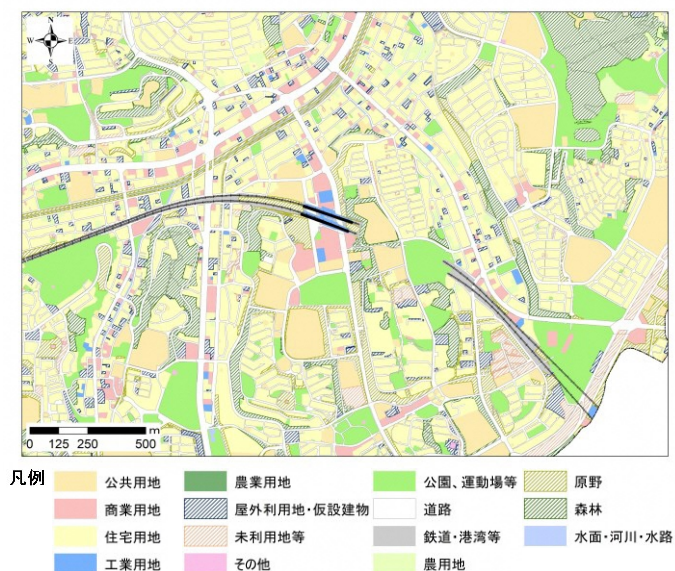 N
W E
S
0 125 250 500 m
凡例
公共用地 農業用地 公園、運動場等 原野
商業用地 屋外利用地・仮設建物 道路 森林
住宅用地 未利用地等 鉄道・港湾等 水面・河川・水路
工業用地 その他 農用地